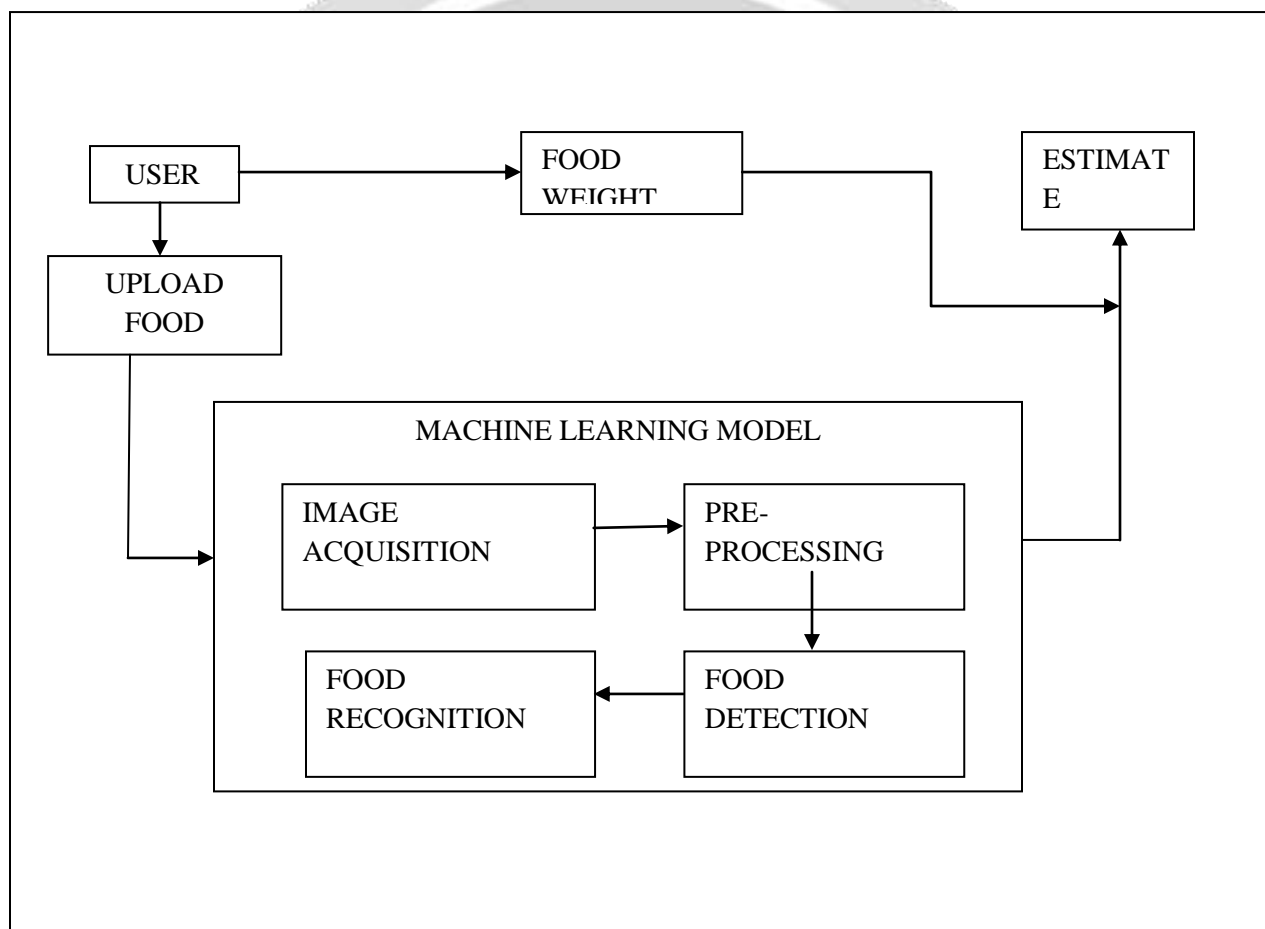 USER
FOOD
WEIGHT
ESTIMAT
E
UPLOAD
FOOD
MACHINE LEARNING MODEL
IMAGE
ACQUISITION
PRE-
PROCESSING
FOOD
RECOGNITION
FOOD
DETECTION